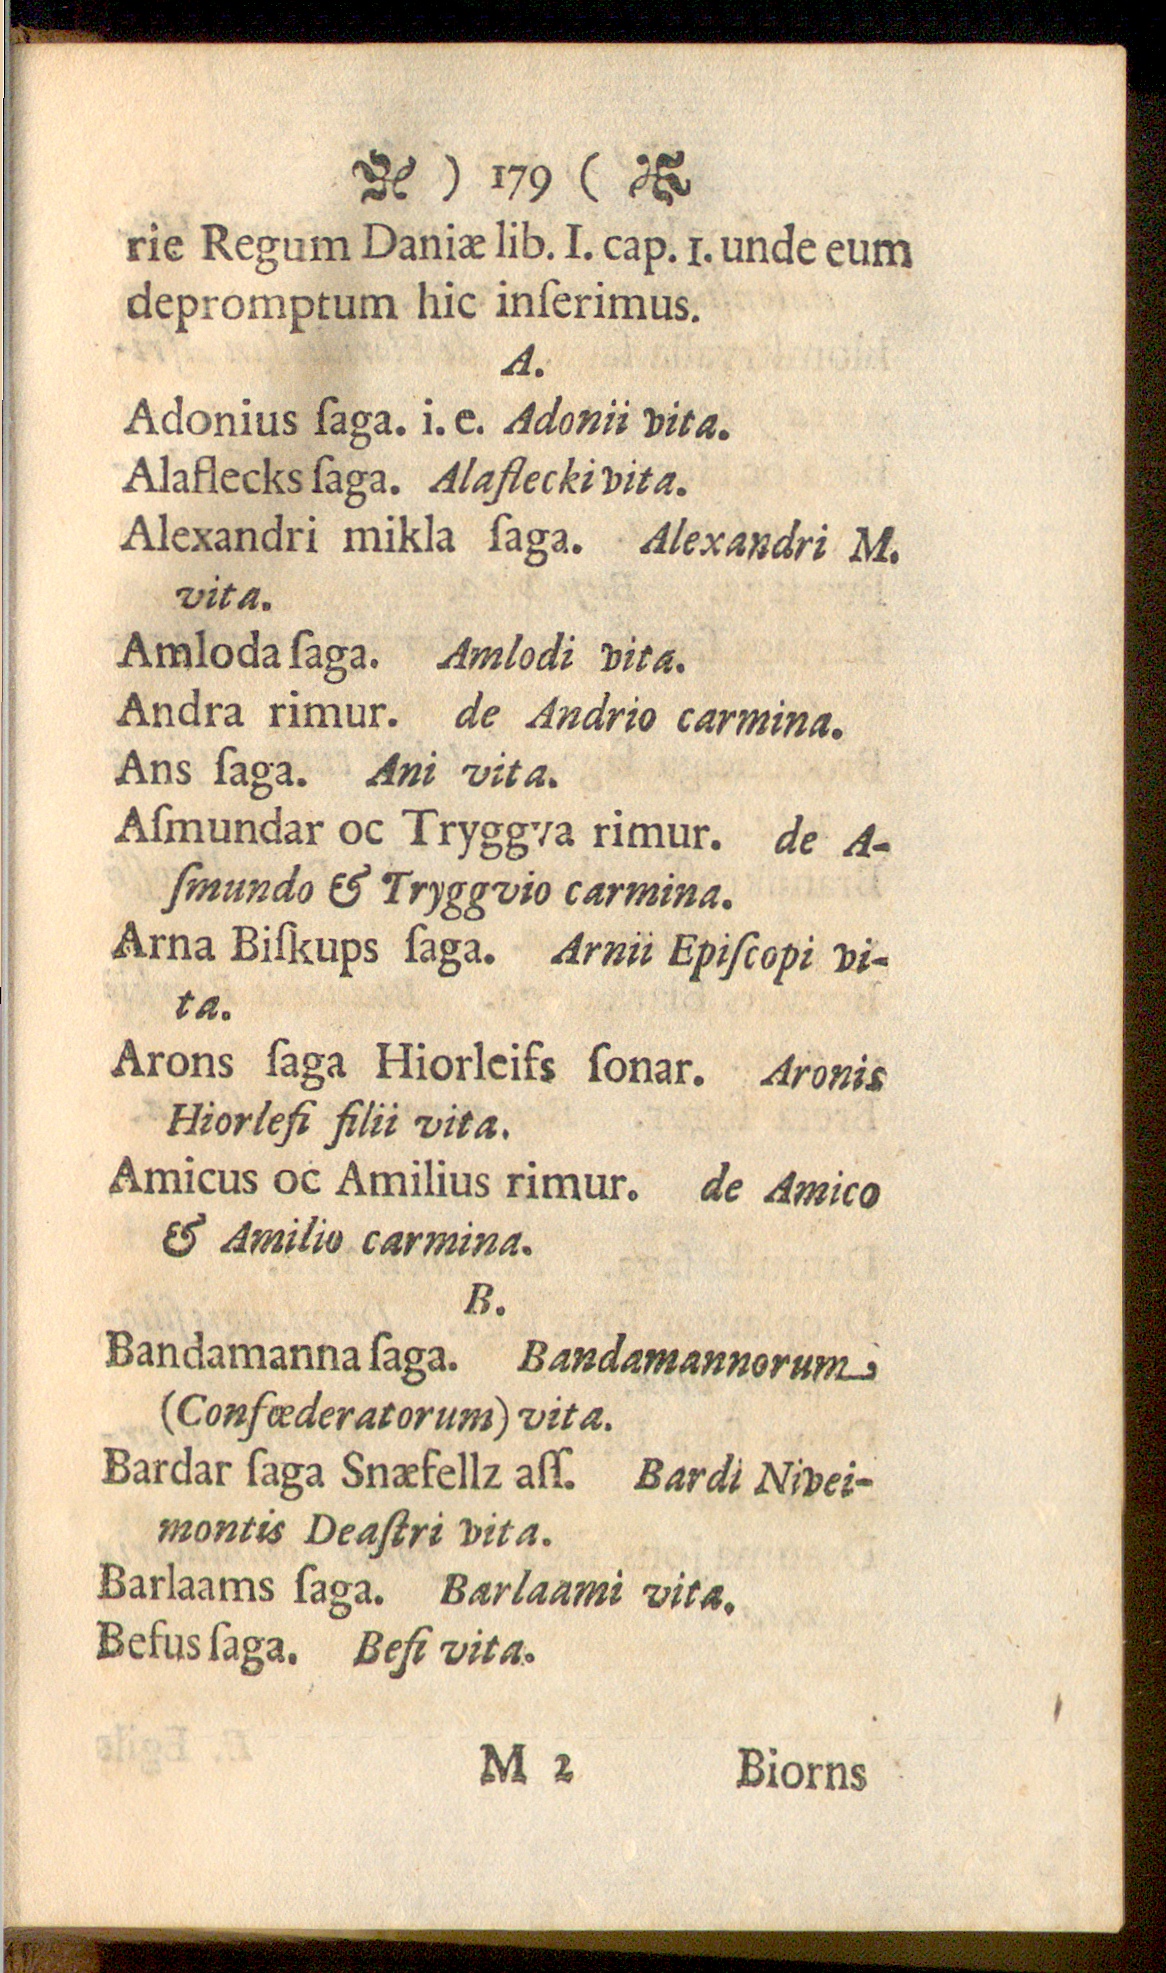 ) 179 (
rie Regum Daniæ lib. I. cap. 1. unde eum
depromptum hic inſerimus.
A.
Adonius ſaga. i. e. Adonii vita.
Alaflecks ſaga. Alaflecki vita.
Alexandri mikla ſaga. Alexandri M.
vita.
Amloda ſaga. Amlodi vita.
Andra rimur. de Andrio carmina.
Ans ſaga. Ani vita.
Aſmundar oc Tryggva rimur. de A-
ſmundo & Tryggvio carmina.
Arna Biſkups ſaga. Arnii Epiſcopi vi-
ta.
Arons ſaga Hiorleifs ſonar. Aronis
Hiorlefi filii vita.
Amicus oc Amilius rimur. de Amico
& Amilio carmina.
B.
Bandamanna ſaga. Bandamannorum
(Confœderatorum) vita.
Bardar ſaga Snæfellz aſſ. Bardi Nivei-
montis Deaſtri vita.
Barlaams ſaga. Barlaami vita.
Befus ſaga. Befi vita.
M 2 Biorns